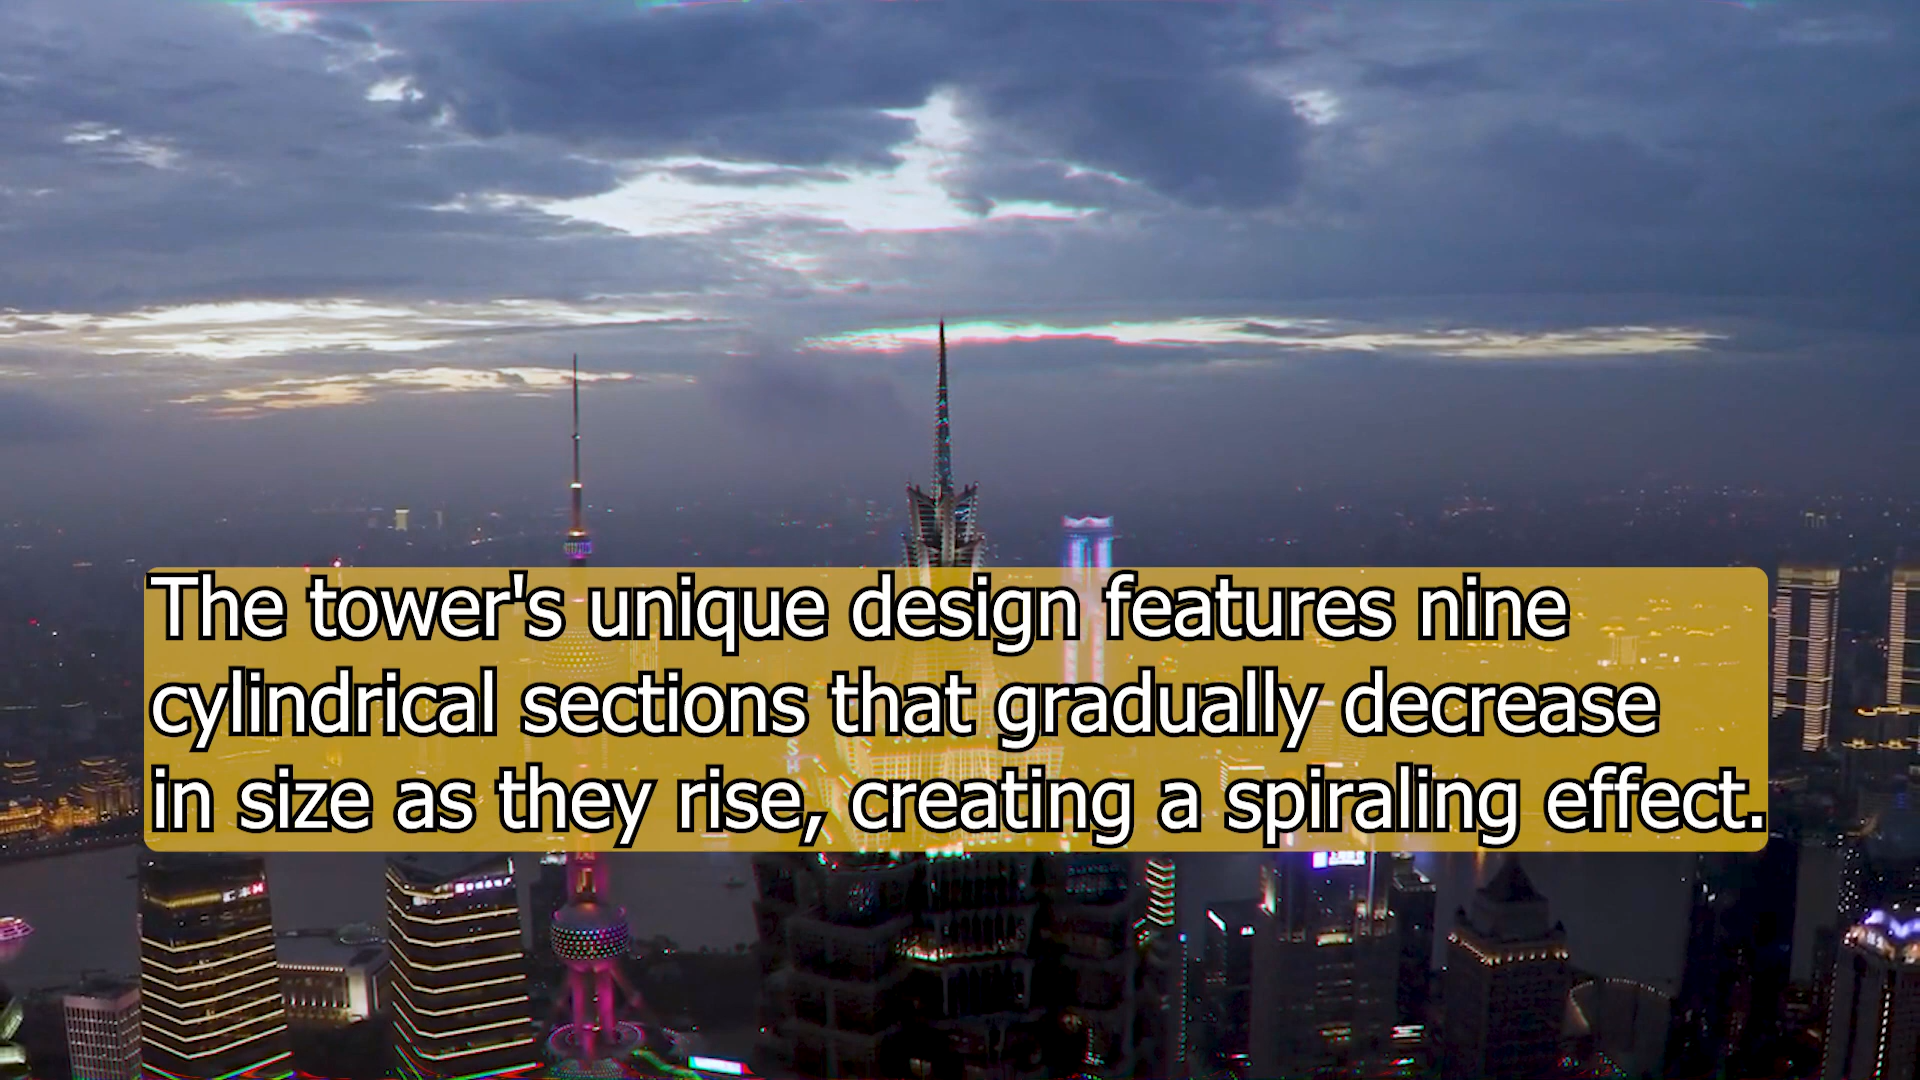 The tower's unique design features nine
cylindrical sections that gradually decrease
in size as they rise, creating a spiraling effect.